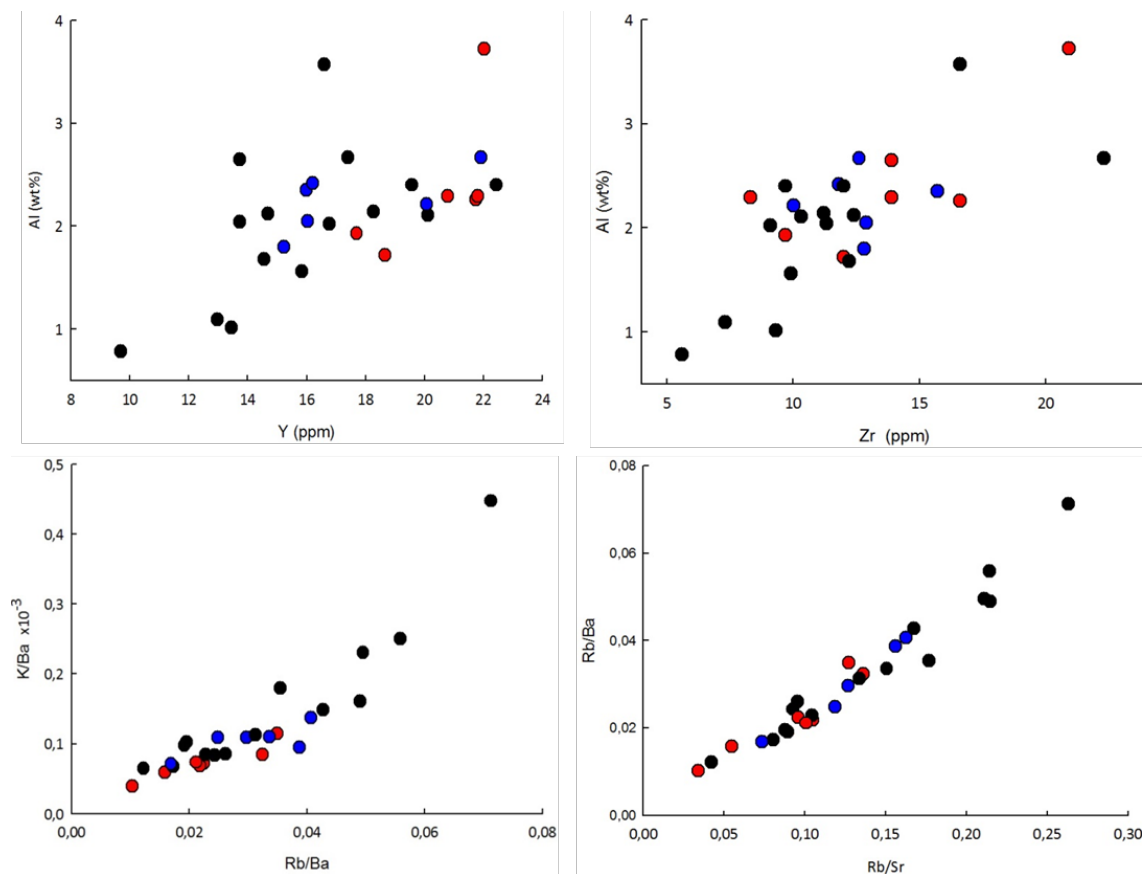 4
3
2
1
Al (wt%)
8 10 12 14 16 18 20 22 24
Y (ppm)
4
3
2
1
Al (wt%)
5 10 15 20
Zr (ppm)
0,5
0,4
0,3
0,2
0,1
0,0
K/Ba x10⁻³
0,00 0,02 0,04 0,06 0,08
Rb/Ba
0,08
0,06
0,04
0,02
0,00
Rb/Ba
0,00 0,05 0,10 0,15 0,20 0,25 0,30
Rb/Sr